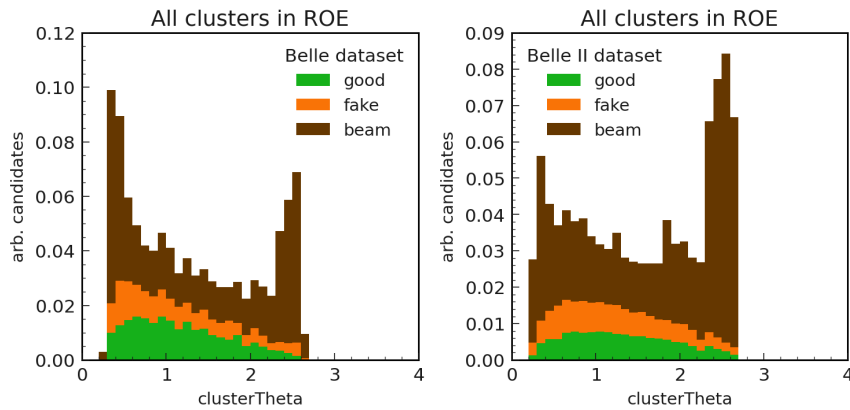 All clusters in ROE
0.12
0.10
0.08
0.06
0.04
0.02
0.00
arb. candidates
Belle dataset
good
fake
beam
0
1
2
3
4
clusterTheta
All clusters in ROE
0.09
0.08
0.07
0.06
0.05
0.04
0.03
0.02
0.01
0.00
arb. candidates
Belle II dataset
good
fake
beam
0
1
2
3
4
clusterTheta